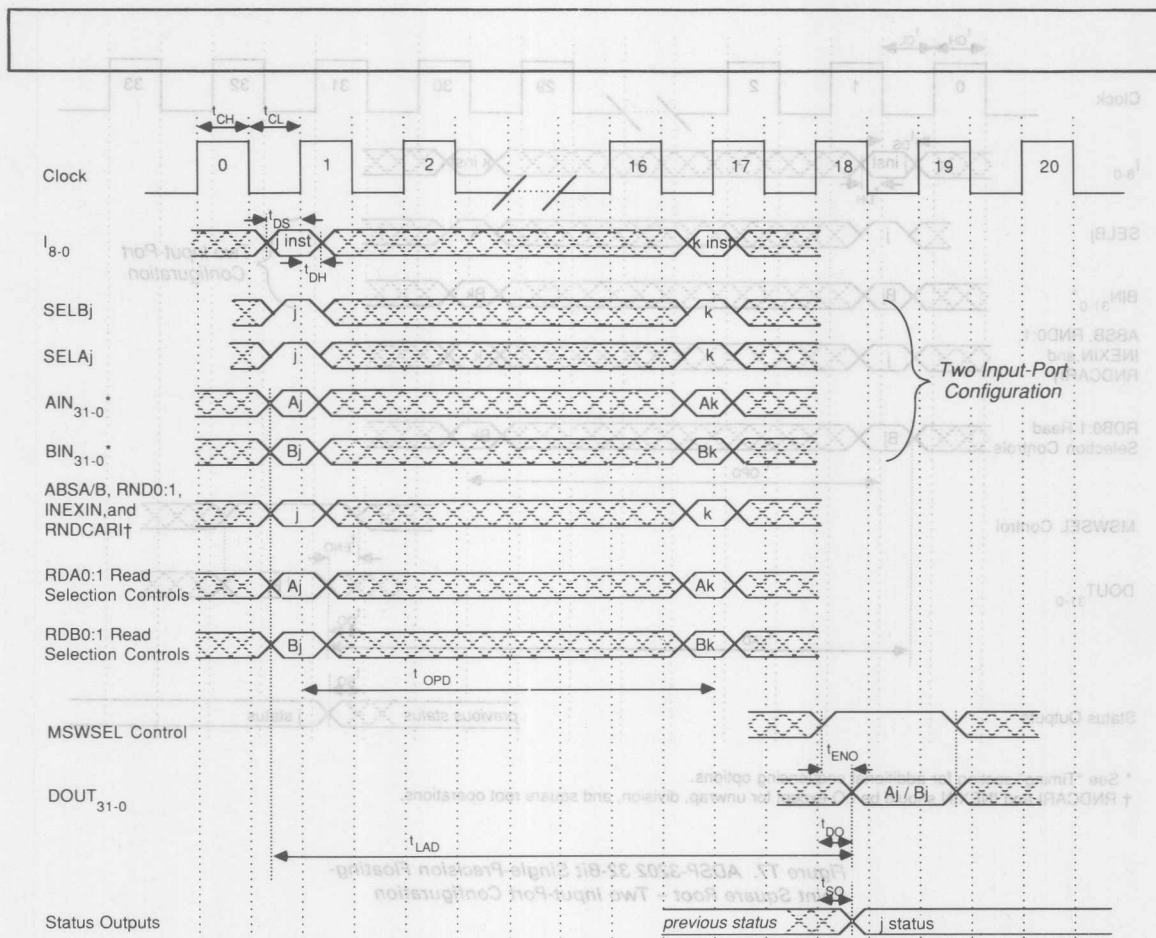 t_CH t_CL
Clock 0 1 2 16 17 18 19 20
t_DS
I_8-0 j inst k inst
t_DH
SELBj j k
SELAj j k
Two Input-Port
Configuration
AIN_31-0* Aj Ak
BIN_31-0* Bj Bk
ABSA/B, RND0:1,
INEXIN,and
RNDCARI† j k
RDA0:1 Read
Selection Controls Aj Ak
RDB0:1 Read
Selection Controls Bj Bk
t_OPD
MSWSEL Control
t_ENO
DOUT_31-0 Aj / Bj
t_DO
t_LAD
t_SO
Status Outputs previous status j status